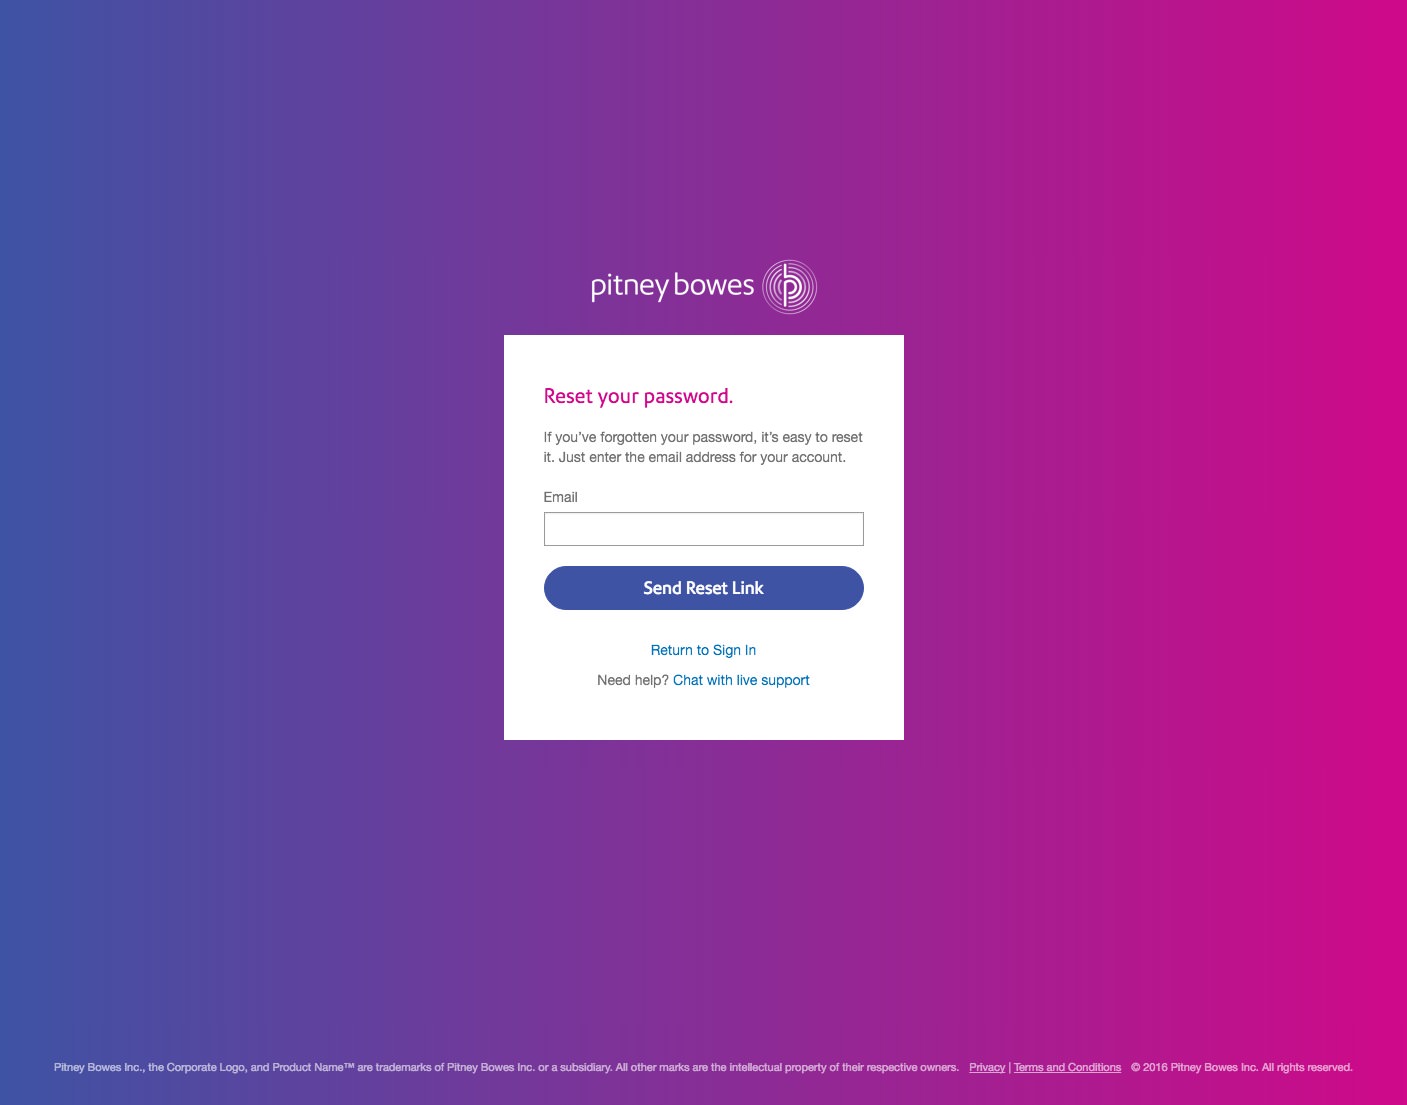 pitney bowes
Reset your password.
If you’ve forgotten your password, it’s easy to reset
it. Just enter the email address for your account.
Email
Send Reset Link
Return to Sign In
Need help? Chat with live support
Pitney Bowes Inc., the Corporate Logo, and Product Name™ are trademarks of Pitney Bowes Inc. or a subsidiary. All other marks are the intellectual property of their respective owners. Privacy | Terms and Conditions © 2016 Pitney Bowes Inc. All rights reserved.